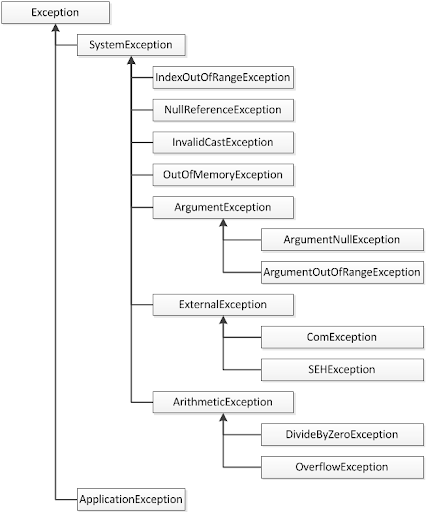 Exception
SystemException
IndexOutOfRangeException
NullReferenceException
InvalidCastException
OutOfMemoryException
ArgumentException
ArgumentNullException
ArgumentOutOfRangeException
ExternalException
ComException
SEHException
ArithmeticException
DivideByZeroException
OverflowException
ApplicationException